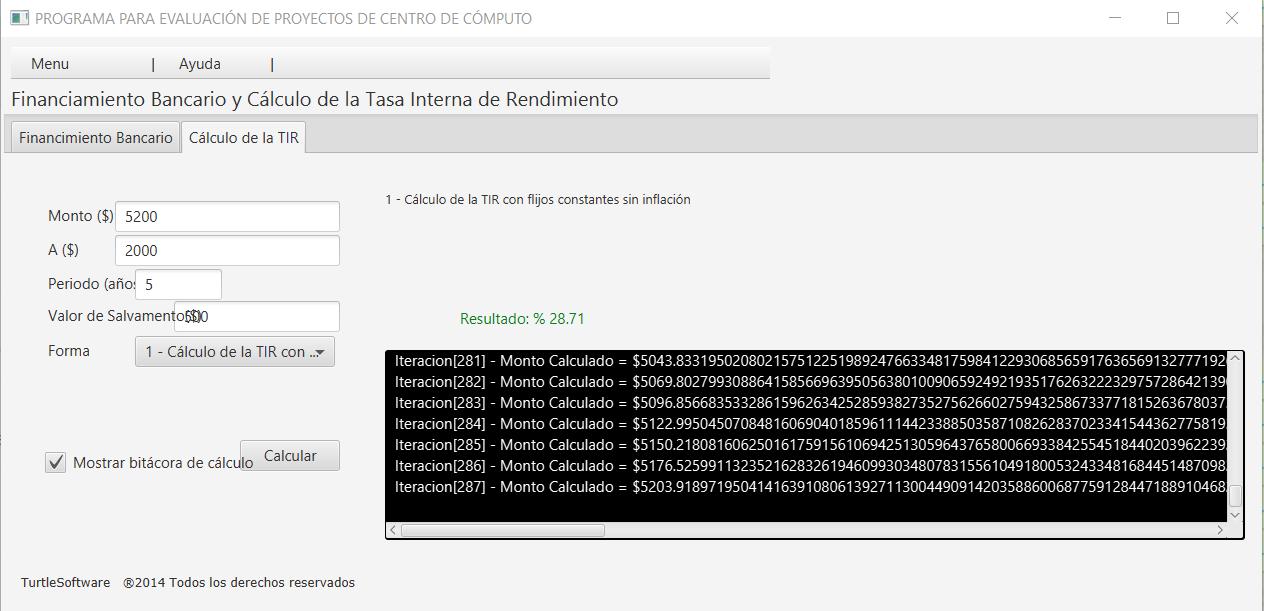 PROGRAMA PARA EVALUACIÓN DE PROYECTOS DE CENTRO DE CÓMPUTO
Menu | Ayuda |
Financiamiento Bancario y Cálculo de la Tasa Interna de Rendimiento
Financimiento Bancario Cálculo de la TIR
1 - Cálculo de la TIR con flijos constantes sin inflación
Monto ($) 5200
A ($) 2000
Periodo (años 5
Valor de Salvamento($)
Resultado: % 28.71
Forma 1 - Cálculo de la TIR con ...
Iteracion[281] - Monto Calculado = $5043.83319502080215751225198924766334817598412293068565917636569132777192
Iteracion[282] - Monto Calculado = $5069.8027993088641585669639505638010090659249219351762632223297572864213
Iteracion[283] - Monto Calculado = $5096.85668353328615962634252859382735275626602759432586733771815263678037
Iteracion[284] - Monto Calculado = $5122.99504507084816069040185961114423388503587108262837023341544362775819
Iteracion[285] - Monto Calculado = $5150.21808160625016175915610694251305964376580066933842554518440203962239
Iteracion[286] - Monto Calculado = $5176.52599113235216283261946099303480783155610491800532433481684451487098
Iteracion[287] - Monto Calculado = $5203.918971950414163910806139271130044909142035886006877591284471889104 68
Mostrar bitácora de cálculo Calcular
TurtleSoftware ®2014 Todos los derechos reservados